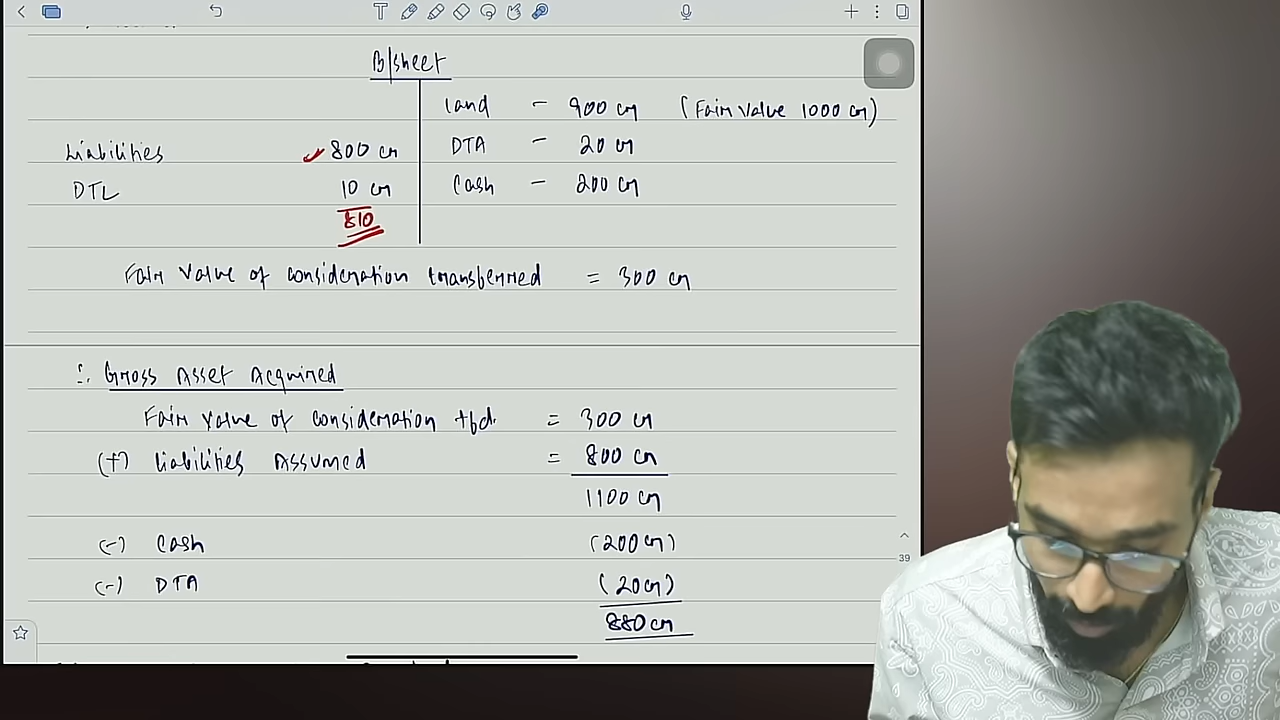 B/sheet
Land - 900 cr (Fair Value 1000 cr)
Liabilities 800 cr DTA - 20 cr
DTL 10 cr Cash - 200 cr
810
Fair Value of consideration transferred = 300 cr
∴ Gross Asset Acquired
Fair value of consideration tfd. = 300 cr
(+) Liabilities Assumed = 800 cr
1100 cr
(-) Cash (200 cr)
39
(-) DTA (20 cr)
880 cr